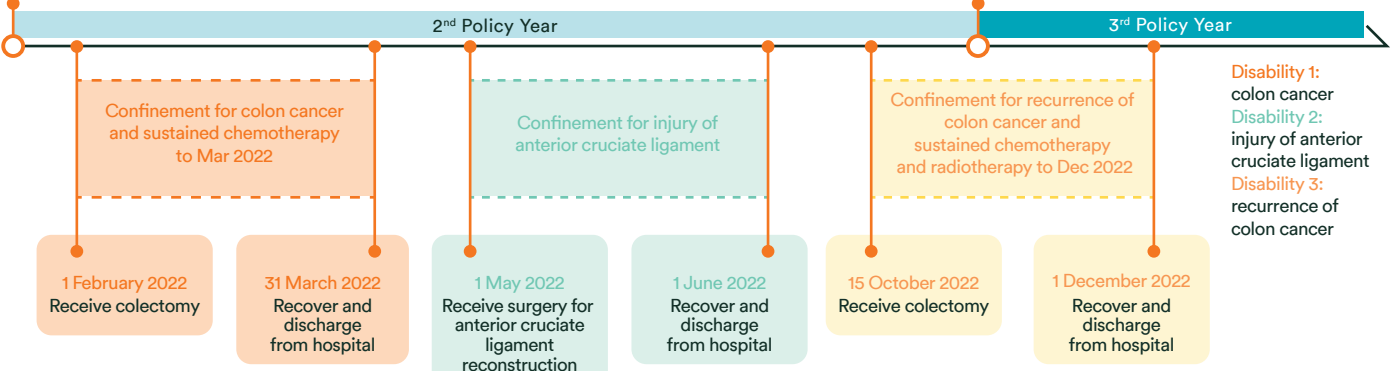 2nd Policy Year
3rd Policy Year
Confinement for colon cancer
and sustained chemotherapy
to Mar 2022
Confinement for injury of
anterior cruciate ligament
Confinement for recurrence of
colon cancer and
sustained chemotherapy
and radiotherapy to Dec 2022
Disability 1:
colon cancer
Disability 2:
injury of anterior
cruciate ligament
Disability 3:
recurrence of
colon cancer
1 February 2022
Receive colectomy
31 March 2022
Recover and
discharge
from hospital
1 May 2022
Receive surgery for
anterior cruciate
ligament
reconstruction
1 June 2022
Recover and
discharge
from hospital
15 October 2022
Receive colectomy
1 December 2022
Recover and
discharge
from hospital